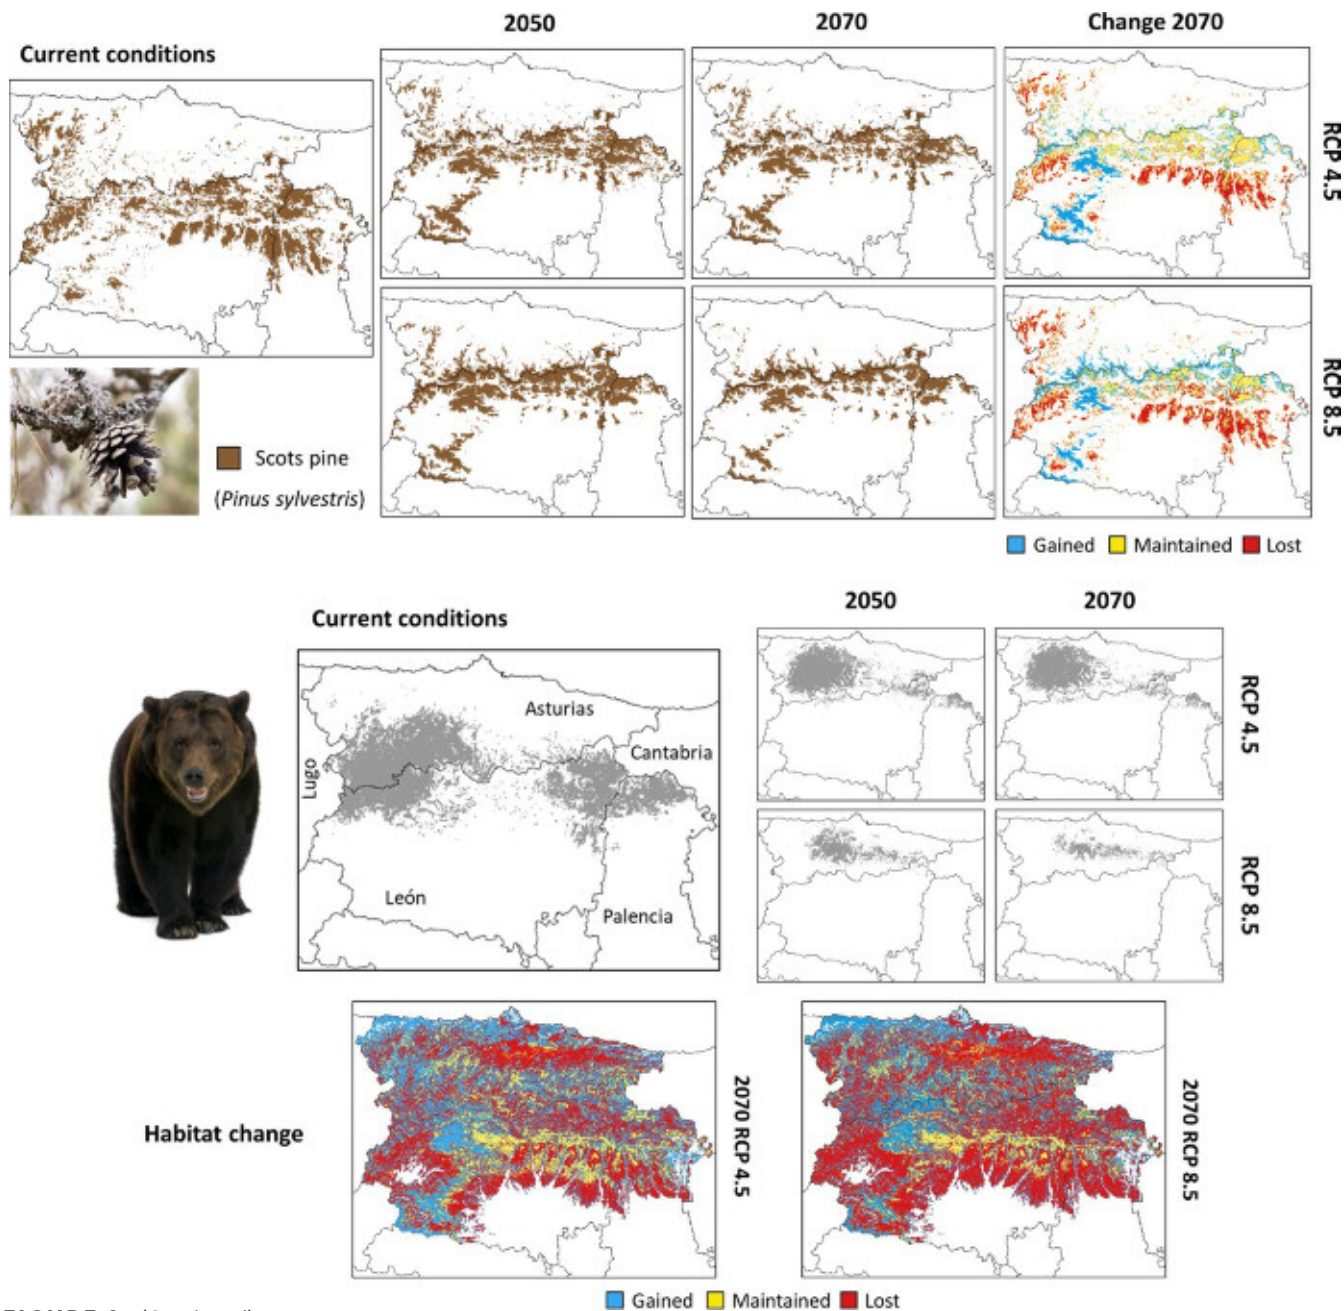 2050
2070
Change 2070
Current conditions
RCP 4.5
RCP 8.5
Scots pine
(Pinus sylvestris)
Gained
Maintained
Lost
Current conditions
2050
2070
Asturias
Cantabria
Lugo
León
Palencia
RCP 4.5
RCP 8.5
Habitat change
2070 RCP 4.5
2070 RCP 8.5
Gained
Maintained
Lost